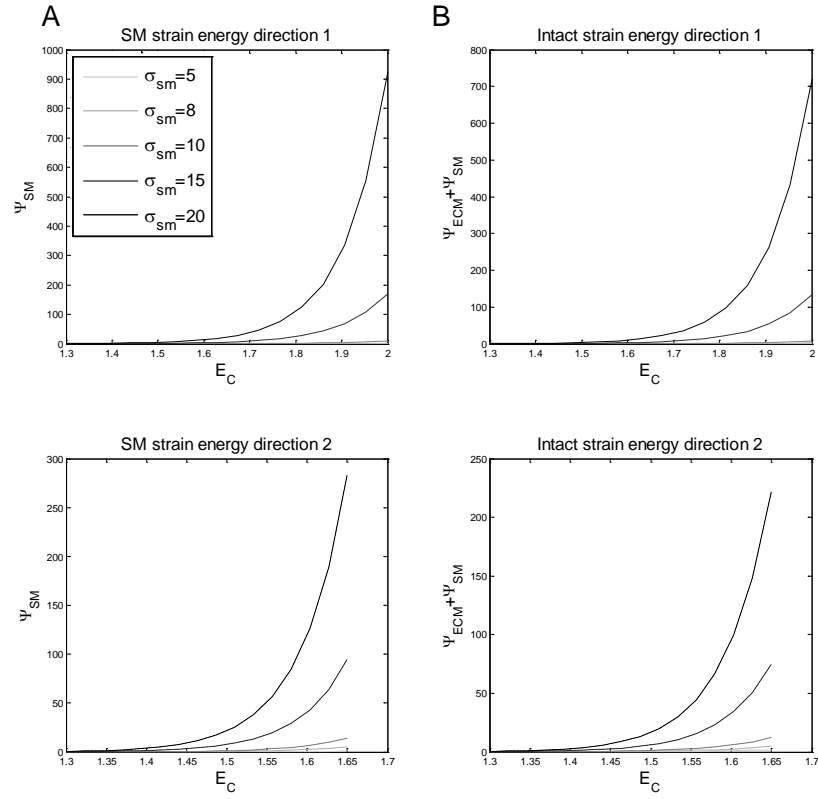 A
B
SM strain energy direction 1
Intact strain energy direction 1
1000
900
800
700
600
500
400
300
200
100
0
Ψ_SM
σ_sm=5
σ_sm=8
σ_sm=10
σ_sm=15
σ_sm=20
1.3 1.4 1.5 1.6 1.7 1.8 1.9 2
E_C
800
700
600
500
400
300
200
100
0
Ψ_ECM+Ψ_SM
1.3 1.4 1.5 1.6 1.7 1.8 1.9 2
E_C
SM strain energy direction 2
Intact strain energy direction 2
300
250
200
150
100
50
0
Ψ_SM
1.3 1.35 1.4 1.45 1.5 1.55 1.6 1.65 1.7
E_C
250
200
150
100
50
0
Ψ_ECM+Ψ_SM
1.3 1.35 1.4 1.45 1.5 1.55 1.6 1.65 1.7
E_C